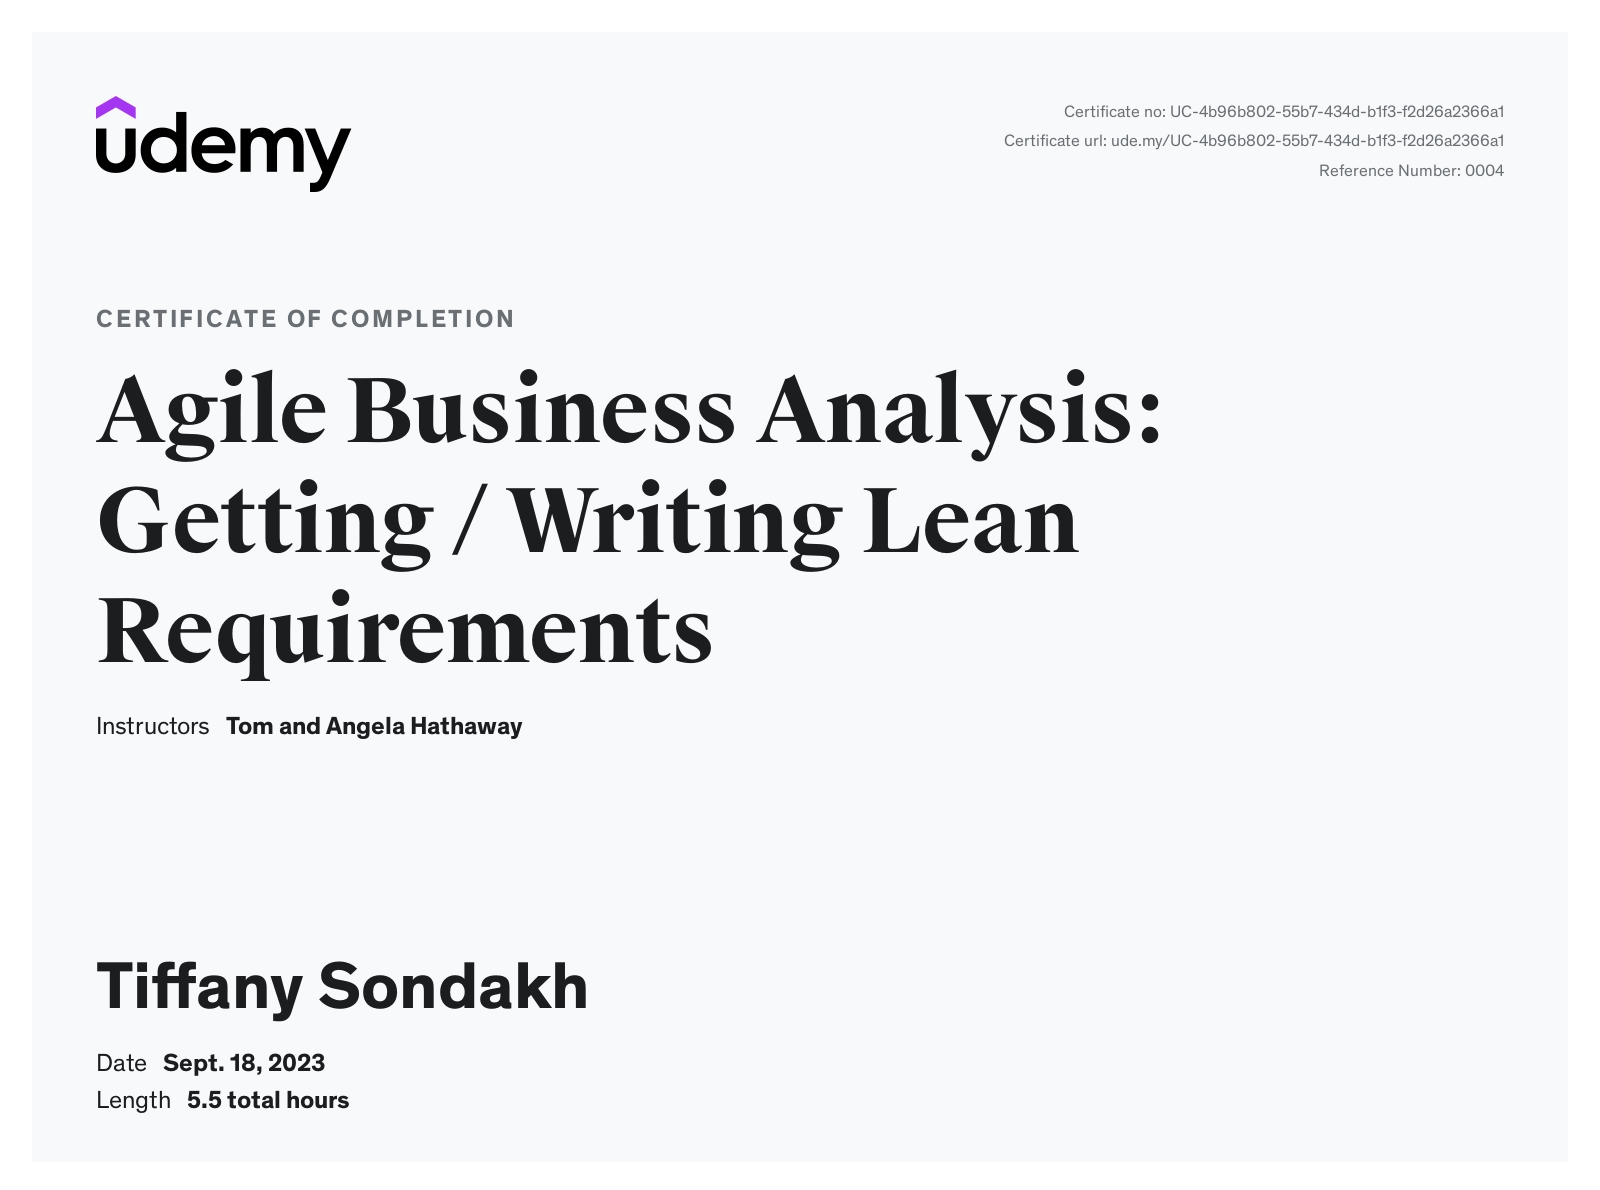 udemy
Certificate no: UC-4b96b802-55b7-434d-b1f3-f2d26a2366a1
Certificate url: ude.my/UC-4b96b802-55b7-434d-b1f3-f2d26a2366a1
Reference Number: 0004
CERTIFICATE OF COMPLETION
Agile Business Analysis:
Getting / Writing Lean
Requirements
Instructors Tom and Angela Hathaway
Tiffany Sondakh
Date Sept. 18, 2023
Length 5.5 total hours